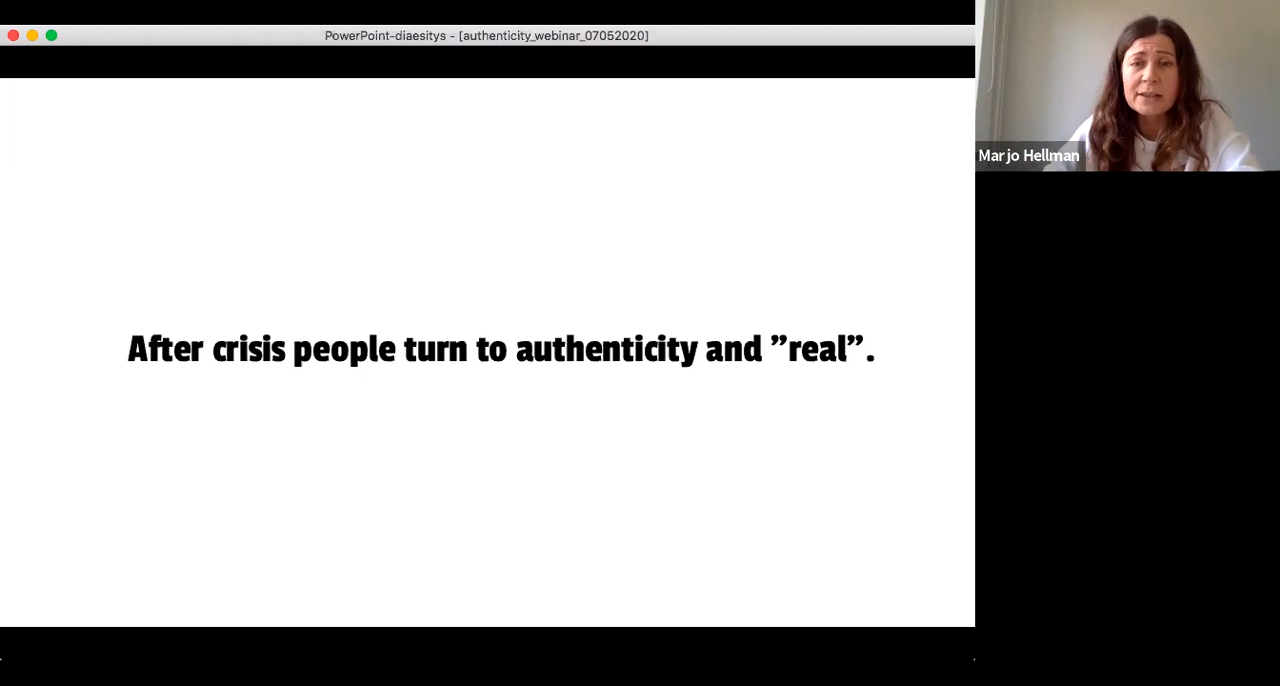 PowerPoint-diaesitys - [authenticity_webinar_07052020]
Marjo Hellman
After crisis people turn to authenticity and ”real”.